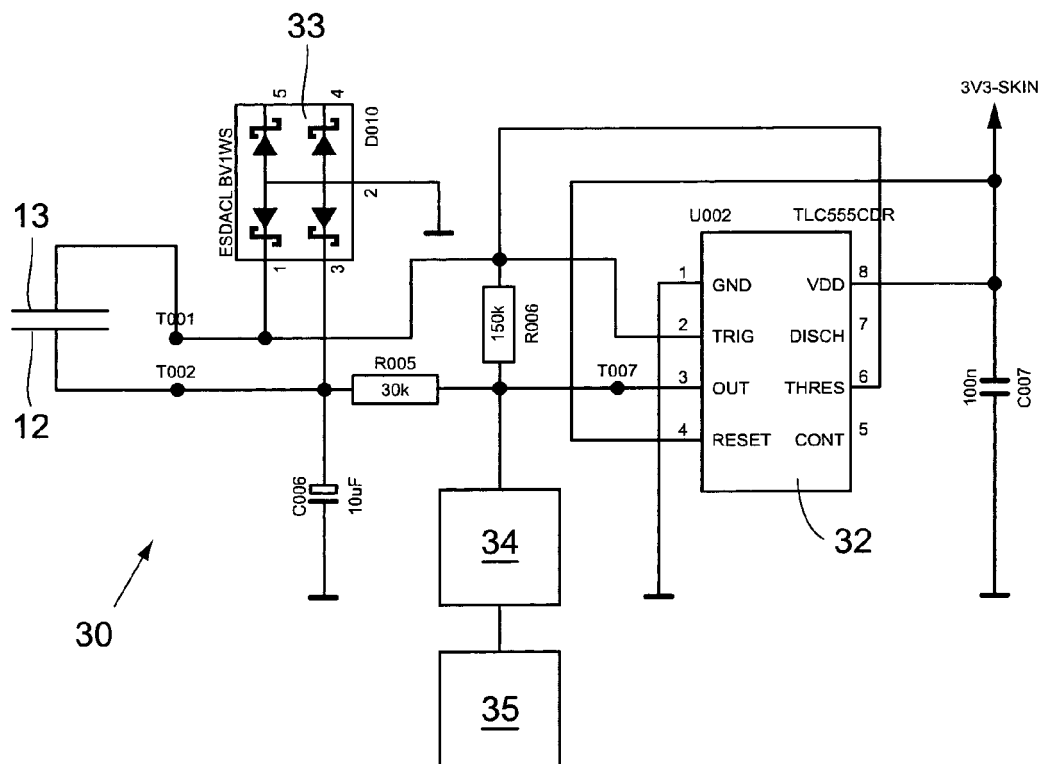 33
5
4
ESDACL BV1WS
D010
2
1
3
3V3-SKIN
U002
TLC555CDR
13
12
T001
T002
R005
30k
150k
R006
T007
1
GND
VDD
8
2
TRIG
DISCH
7
3
OUT
THRES
6
4
RESET
CONT
5
100n
C007
C006
10uF
32
34
30
35